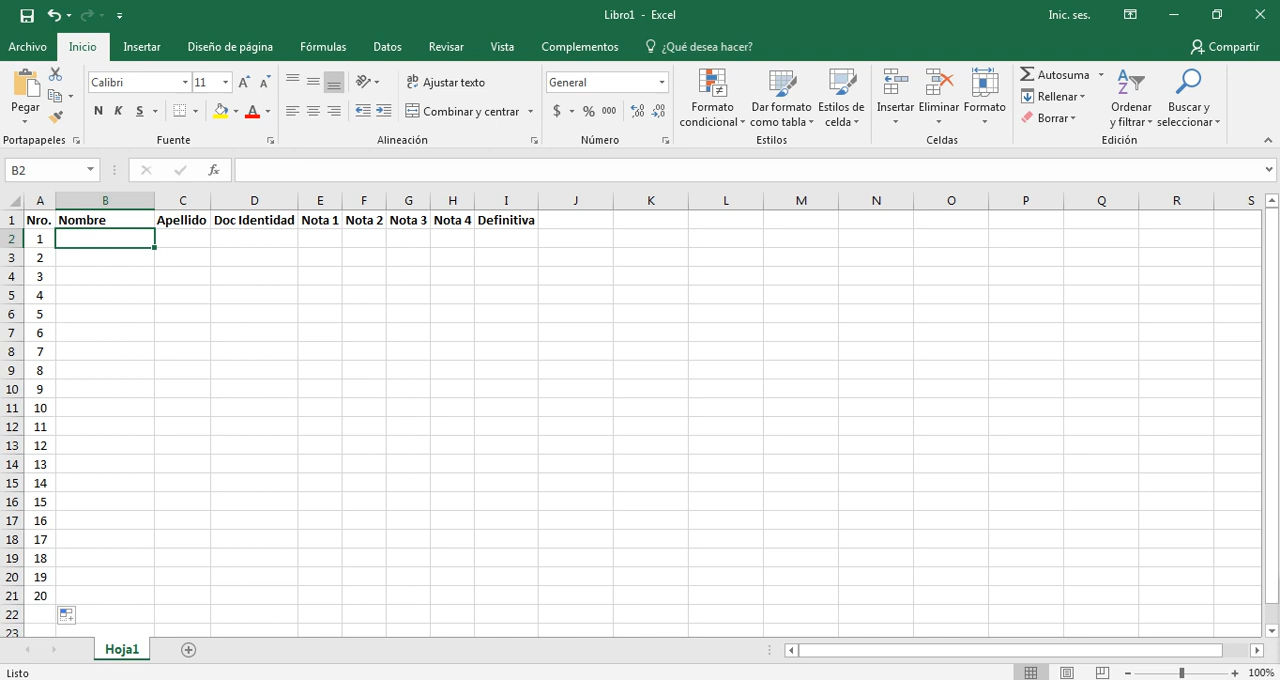 Libro1 - Excel
Inic. ses.
Archivo Inicio Insertar Diseño de página Fórmulas Datos Revisar Vista Complementos ¿Qué desea hacer? Compartir
Pegar
Calibri 11
N K S
Ajustar texto
Combinar y centrar
General
$ % 000
Formato condicional
Dar formato como tabla
Estilos de celda
Insertar Eliminar Formato
Autosuma
Rellenar
Borrar
Ordenar y filtrar
Buscar y seleccionar
Portapapeles Fuente Alineación Número Estilos Celdas Edición
B2 fx
A B C D E F G H I J K L M N O P Q R S
1 Nro. Nombre Apellido Doc Identidad Nota 1 Nota 2 Nota 3 Nota 4 Definitiva
2 1
3 2
4 3
5 4
6 5
7 6
8 7
9 8
10 9
11 10
12 11
13 12
14 13
15 14
16 15
17 16
18 17
19 18
20 19
21 20
22
23
Hoja1
Listo 100%